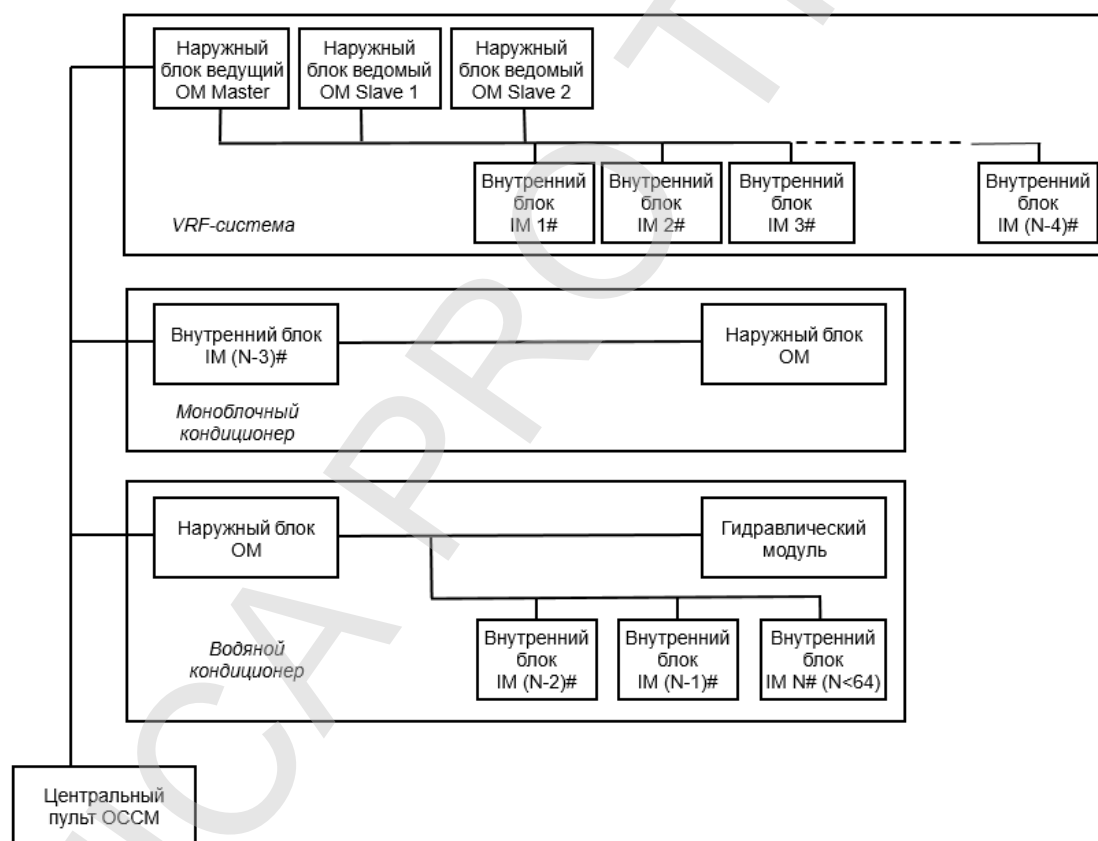 Наружный
блок ведущий
OM Master
Наружный
блок ведомый
OM Slave 1
Наружный
блок ведомый
OM Slave 2
Внутренний
блок
IM 1#
Внутренний
блок
IM 2#
Внутренний
блок
IM 3#
Внутренний
блок
IM (N-4)#
VRF-система
Внутренний блок
IM (N-3)#
Наружный блок
OM
Моноблочный
кондиционер
Наружный блок
OM
Гидравлический
модуль
Внутренний
блок
IM (N-2)#
Внутренний
блок
IM (N-1)#
Внутренний
блок
IM N# (N<64)
Водяной
кондиционер
Центральный
пульт ОССМ